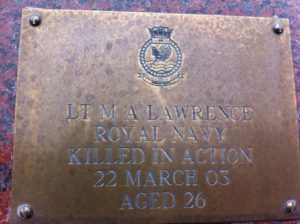 LT M A LAWRENCE
ROYAL NAVY
KILLED IN ACTION
22 MARCH 03
AGED 26